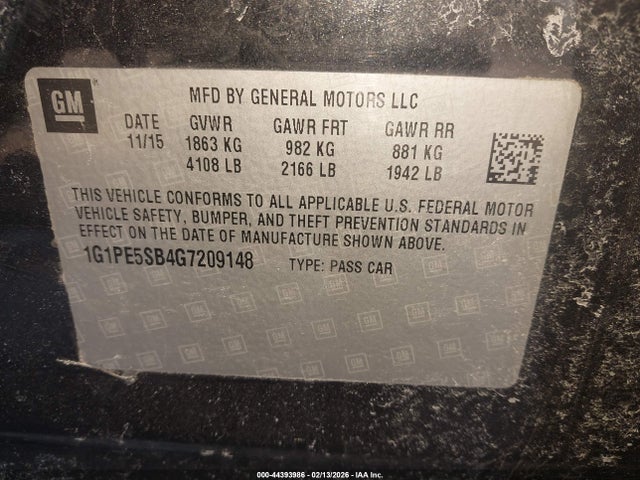 GM
MFD BY GENERAL MOTORS LLC
DATE GVWR GAWR FRT GAWR RR
11/15 1863 KG 982 KG 881 KG
4108 LB 2166 LB 1942 LB
THIS VEHICLE CONFORMS TO ALL APPLICABLE U.S. FEDERAL MOTOR
VEHICLE SAFETY, BUMPER, AND THEFT PREVENTION STANDARDS IN
EFFECT ON THE DATE OF MANUFACTURE SHOWN ABOVE.
1G1PE5SB4G7209148 TYPE: PASS CAR
000-44393986 - 02/13/2026 - IAA Inc.